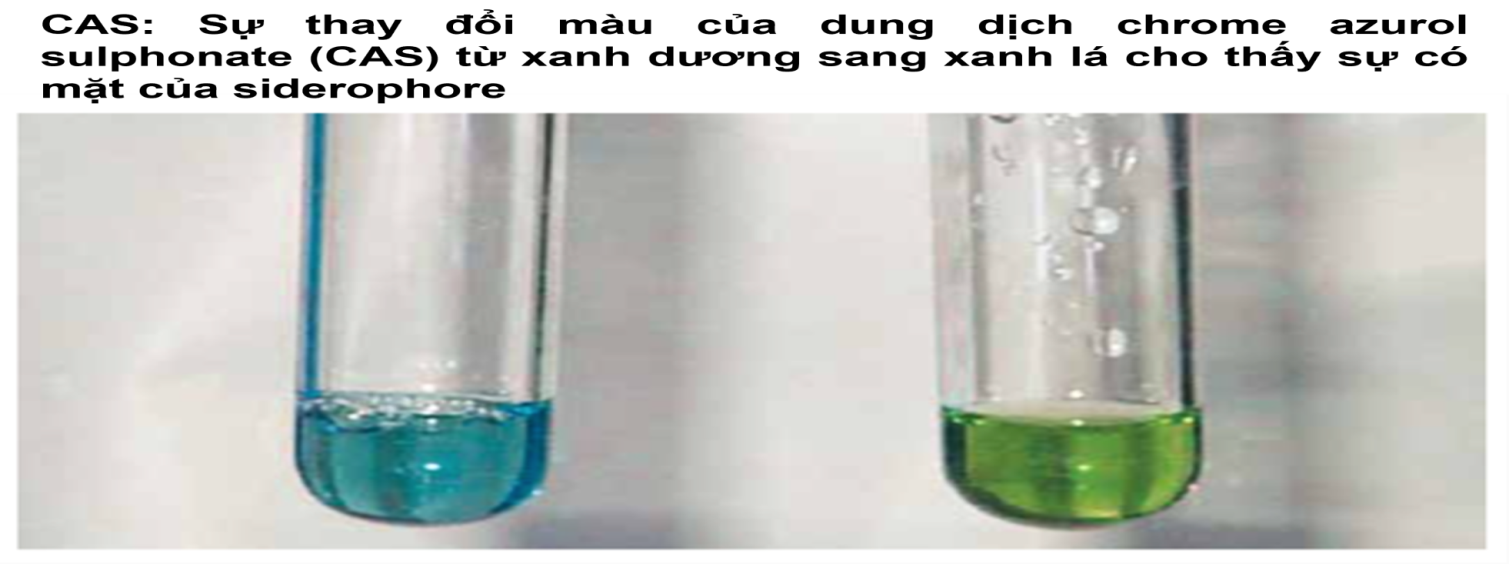 CAS: Sự thay đổi màu của dung dịch chrome azurol
sulphonate (CAS) từ xanh dương sang xanh lá cho thấy sự có
mặt của siderophore